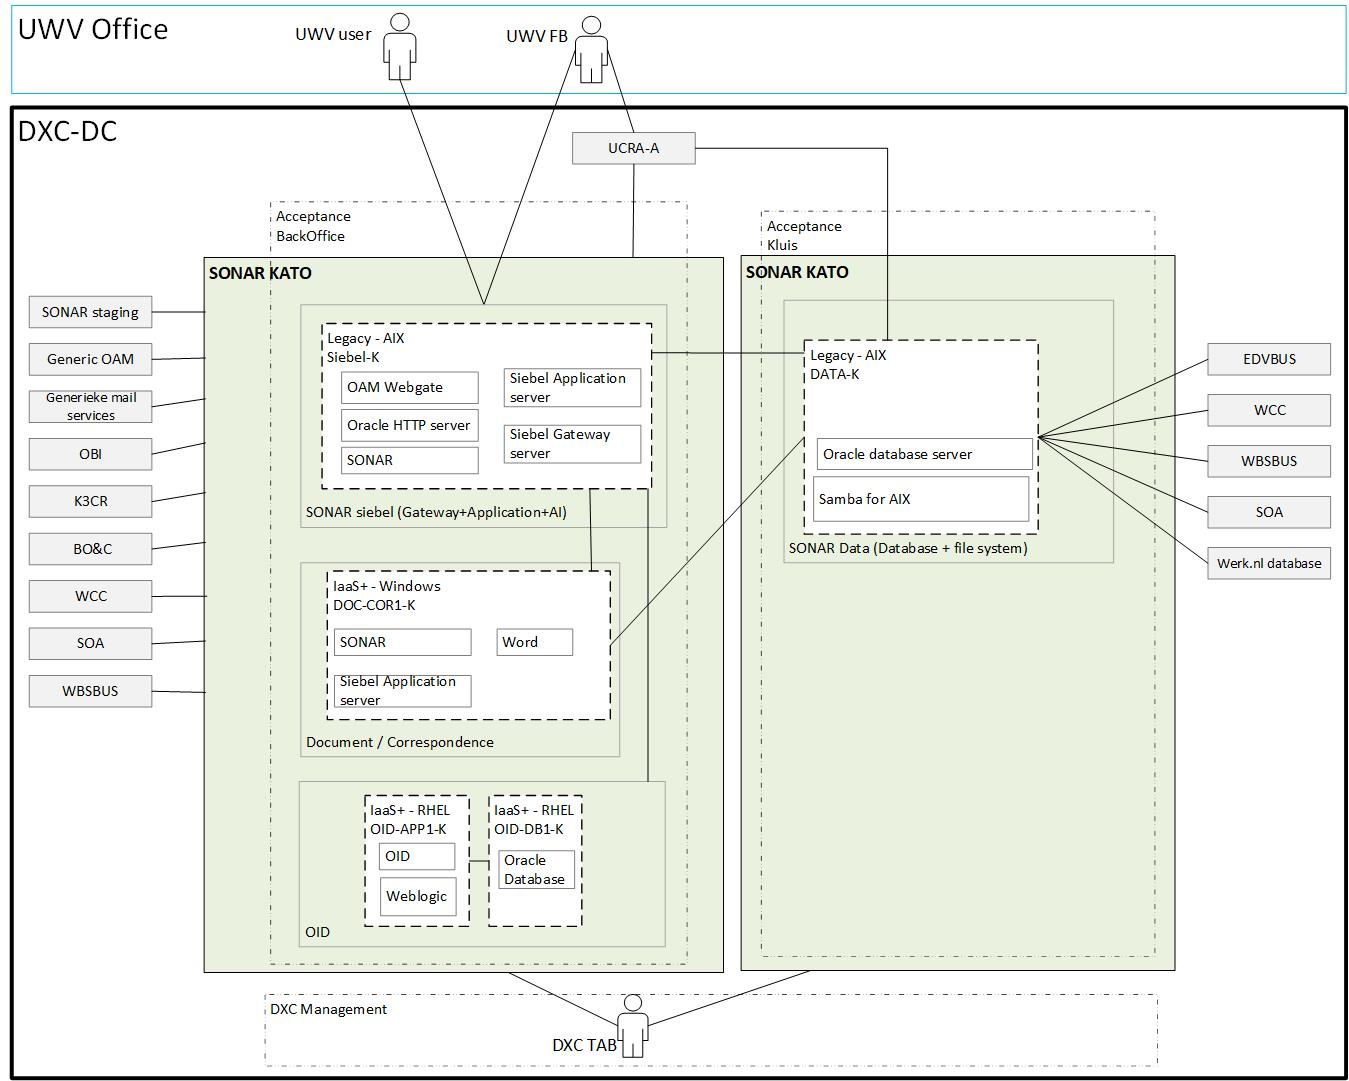 UWV Office
UWV user
UWV FB
DXC-DC
UCRA-A
Acceptance
BackOffice
Acceptance
Kluis
SONAR KATO
SONAR KATO
SONAR staging
Generic OAM
Generieke mail
services
OBI
K3CR
BO&C
WCC
SOA
WBSBUS
Legacy - AIX
Siebel-K
OAM Webgate
Oracle HTTP server
SONAR
Siebel Application
server
Siebel Gateway
server
SONAR siebel (Gateway+Application+AI)
IaaS+ - Windows
DOC-COR1-K
SONAR
Word
Siebel Application
server
Document / Correspondence
IaaS+ - RHEL
OID-APP1-K
OID
Weblogic
IaaS+ - RHEL
OID-DB1-K
Oracle
Database
OID
Legacy - AIX
DATA-K
Oracle database server
Samba for AIX
SONAR Data (Database + file system)
EDVBUS
WCC
WBSBUS
SOA
Werk.nl database
DXC Management
DXC TAB